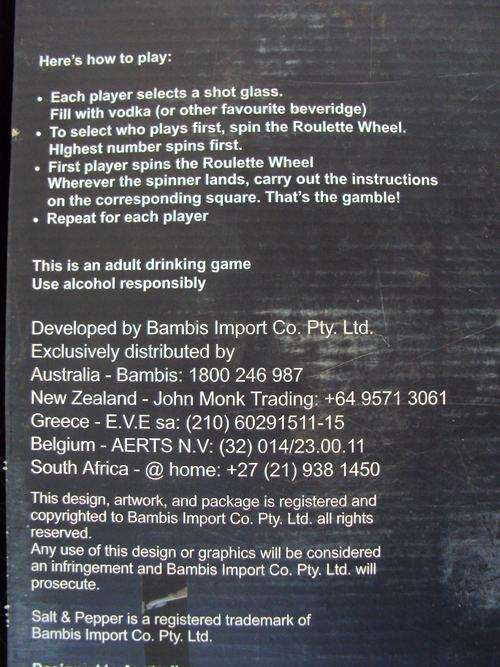 Here's how to play:
• Each player selects a shot glass.
Fill with vodka (or other favourite beveridge)
• To select who plays first, spin the Roulette Wheel.
HIghest number spins first.
• First player spins the Roulette Wheel
Wherever the spinner lands, carry out the instructions
on the corresponding square. That's the gamble!
• Repeat for each player
This is an adult drinking game
Use alcohol responsibly
Developed by Bambis Import Co. Pty. Ltd.
Exclusively distributed by
Australia - Bambis: 1800 246 987
New Zealand - John Monk Trading: +64 9571 3061
Greece - E.V.E sa: (210) 60291511-15
Belgium - AERTS N.V: (32) 014/23.00.11
South Africa - @ home: +27 (21) 938 1450
This design, artwork, and package is registered and
copyrighted to Bambis Import Co. Pty. Ltd. all rights
reserved.
Any use of this design or graphics will be considered
an infringement and Bambis Import Co. Pty. Ltd. will
prosecute.
Salt & Pepper is a registered trademark of
Bambis Import Co. Pty. Ltd.